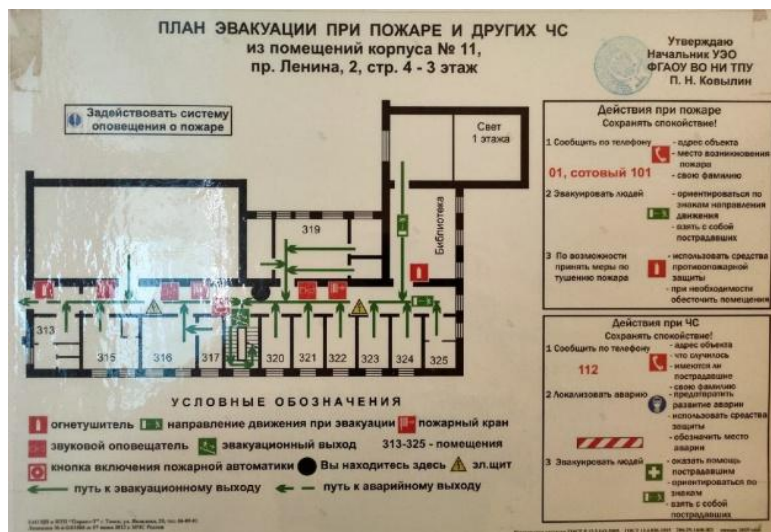 ПЛАН ЭВАКУАЦИИ ПРИ ПОЖАРЕ И ДРУГИХ ЧС
из помещений корпуса № 11,
пр. Ленина, 2, стр. 4 - 3 этаж
Утверждаю
Начальник УЭО
ФГАОУ ВО НИ ТПУ
П. Н. Ковылин
Задействовать систему
оповещения о пожаре
Свет
1 этажа
Библиотека
319
313
315
316
317
320
321
322
323
324
325
УСЛОВНЫЕ ОБОЗНАЧЕНИЯ
огнетушитель
направление движения при эвакуации
пожарный кран
звуковой оповещатель
эвакуационный выход
313-325 - помещения
кнопка включения пожарной автоматики
Вы находитесь здесь
эл.щит
путь к эвакуационному выходу
путь к аварийному выходу
Действия при пожаре
Сохранять спокойствие!
1 Сообщить по телефону
- адрес объекта
- место возникновения
пожара
- свою фамилию
01, сотовый 101
2 Эвакуировать людей
- ориентироваться по
знакам направления
движения
- взять с собой
пострадавших
3 По возможности
принять меры по
тушению пожара
- использовать средства
противопожарной
защиты
- при необходимости
обесточить помещения
Действия при ЧС
Сохранять спокойствие!
1 Сообщить по телефону
- адрес объекта
- что случилось
- имеются ли
пострадавшие
- свою фамилию
112
2 Локализовать аварию
- предотвратить
развитие аварии
- использовать средства
защиты
- обозначить место
аварии
3 Эвакуировать людей
- оказать помощь
пострадавшим
- ориентироваться по
знакам
- взять с собой
пострадавших